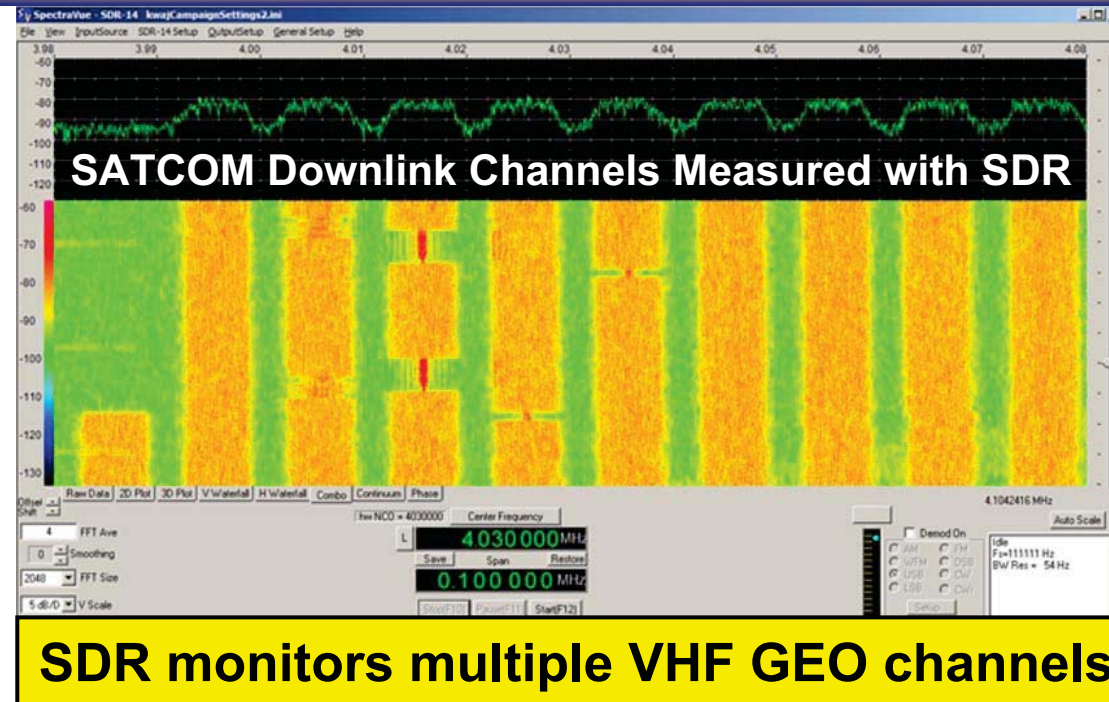 SpectraVue - SDR-14 kwajCampaignSettings2.ini
File View InputSource SDR-14 Setup OutputSetup General Setup Help
3.98 3.99 4.00 4.01 4.02 4.03 4.04 4.05 4.06 4.07 4.08
-60
-70
-80
-90
-100
-110
-120
SATCOM Downlink Channels Measured with SDR
-60
-70
-80
-90
-100
-110
-120
-130
Offset Shift
Raw Data 2D Plot 3D Plot V Waterfall H Waterfall Combo Continuum Phase
4.1042416 MHz
hw NCO = 4030000 Center Frequency
Auto Scale
4 FFT Ave
L 4.030 000 MHz
Demod On
0 Smoothing
Save Span Restore
2048 FFT Size
0.100 000 MHz
5 dB/D V Scale
Stop(F10) Pause(F11) Start(F12)
AM FM
WFM DSB
USB CW
LSB CWr
Setup
Idle
Fs=111111 Hz
BW Res = 54 Hz
SDR monitors multiple VHF GEO channels